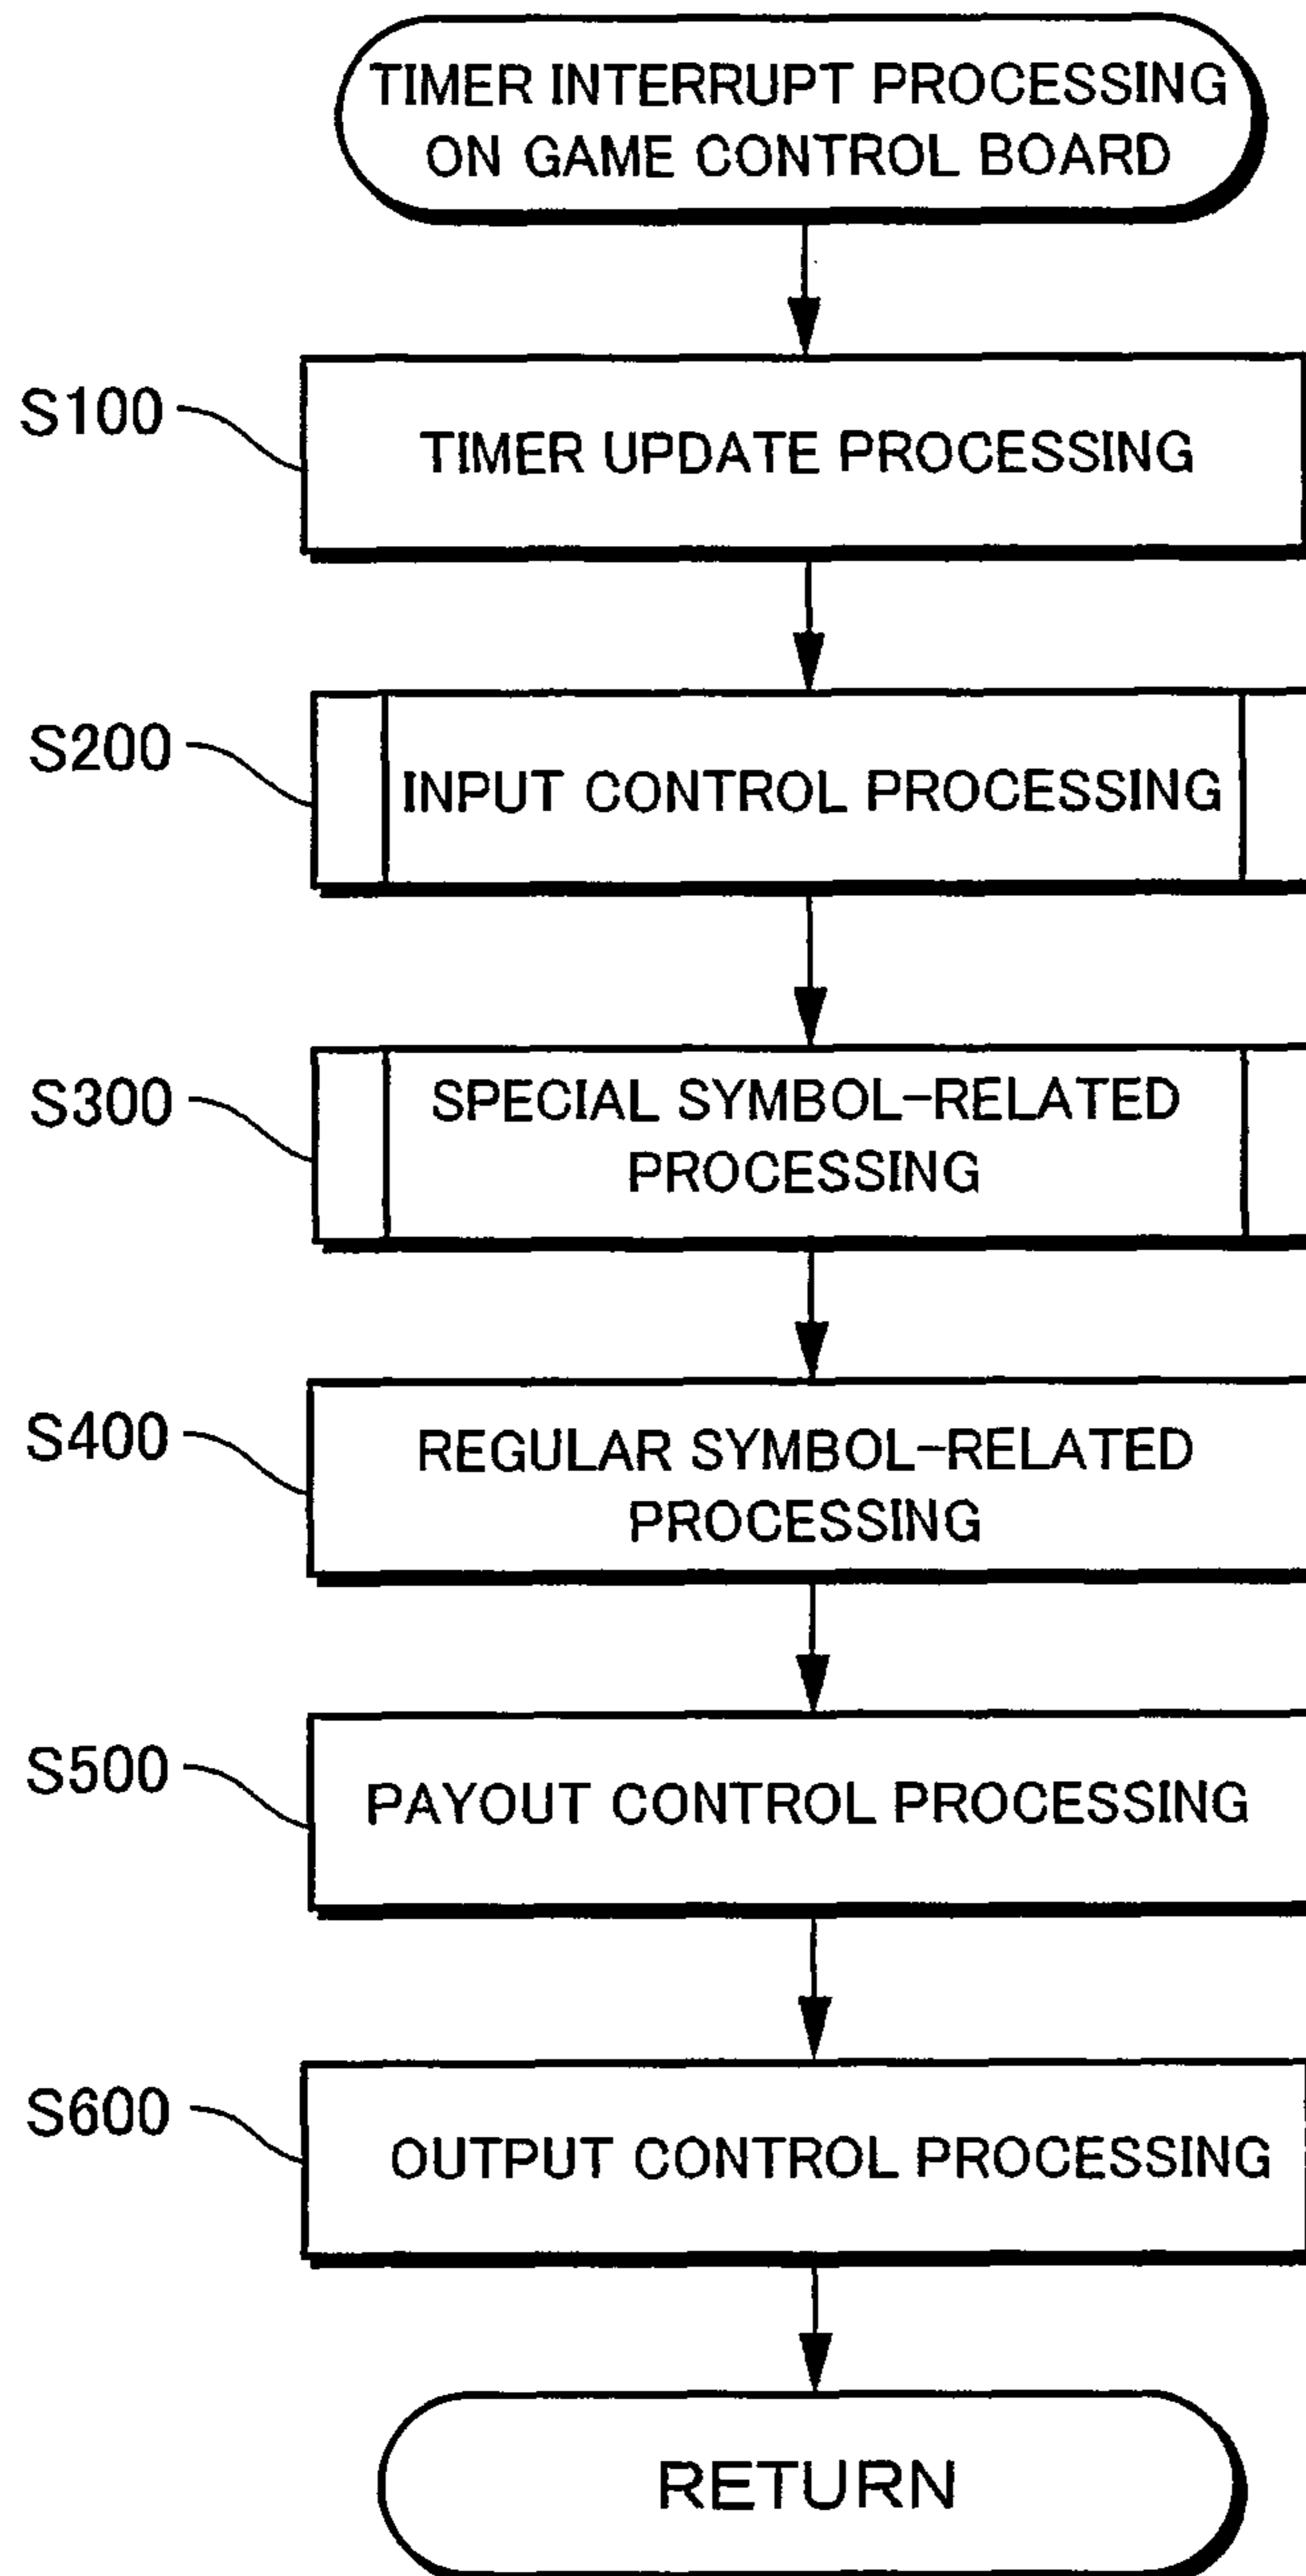 TIMER INTERRUPT PROCESSING
ON GAME CONTROL BOARD
S100
TIMER UPDATE PROCESSING
S200
INPUT CONTROL PROCESSING
S300
SPECIAL SYMBOL-RELATED
PROCESSING
S400
REGULAR SYMBOL-RELATED
PROCESSING
S500
PAYOUT CONTROL PROCESSING
S600
OUTPUT CONTROL PROCESSING
RETURN